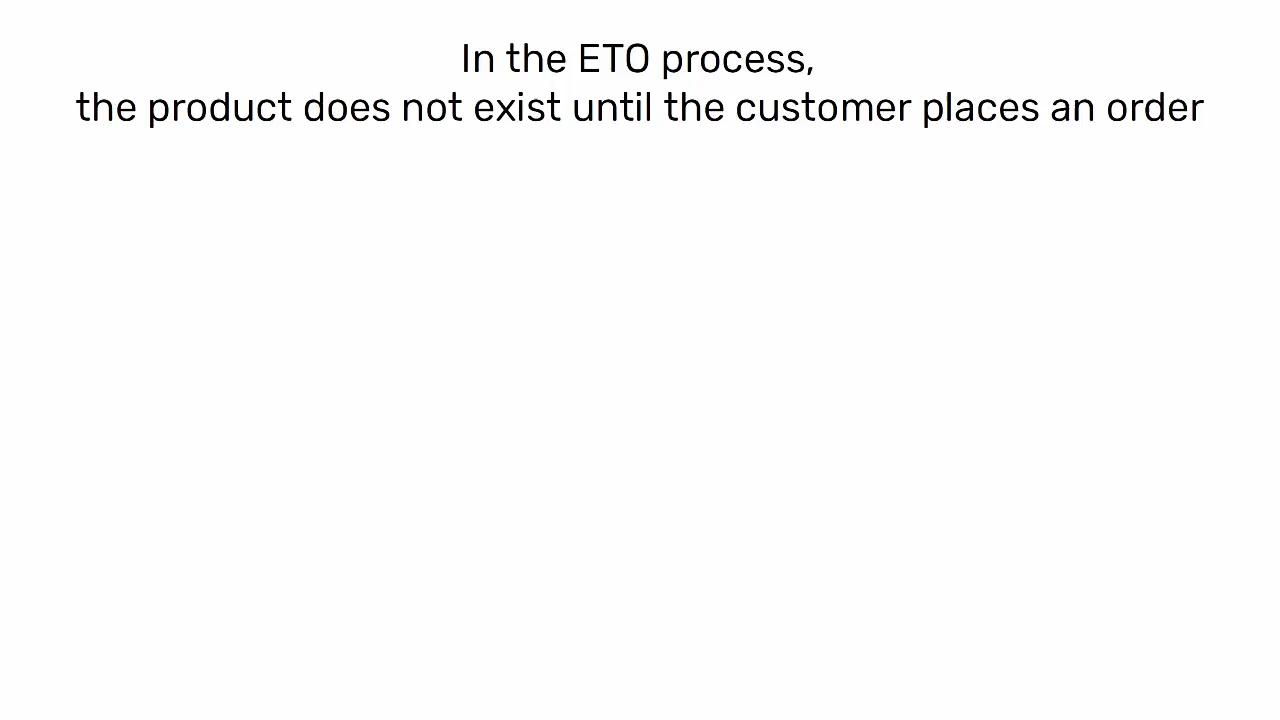 In the ETO process,
the product does not exist until the customer places an order